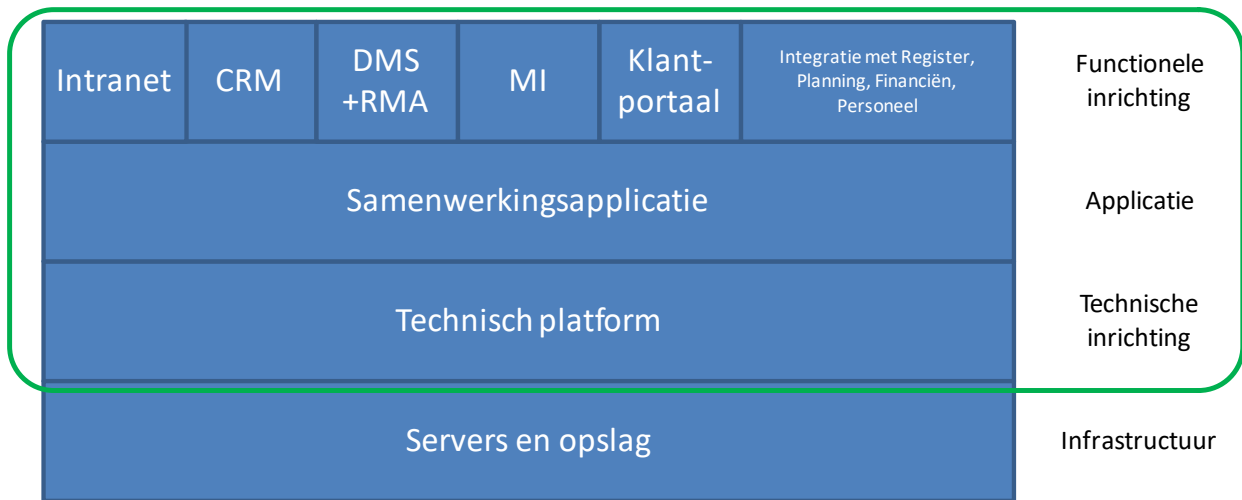 Intranet
CRM
DMS
+RMA
MI
Klant-
portaal
Integratie met Register,
Planning, Financiën,
Personeel
Functionele
inrichting
Samenwerkingsapplicatie
Applicatie
Technisch platform
Technische
inrichting
Servers en opslag
Infrastructuur